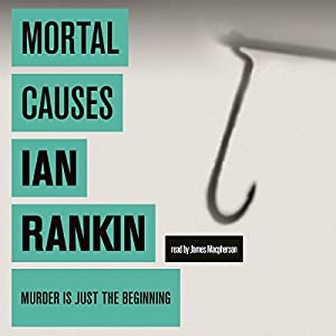 MORTAL
CAUSES
IAN
RANKIN
read by James Macpherson
MURDER IS JUST THE BEGINNING